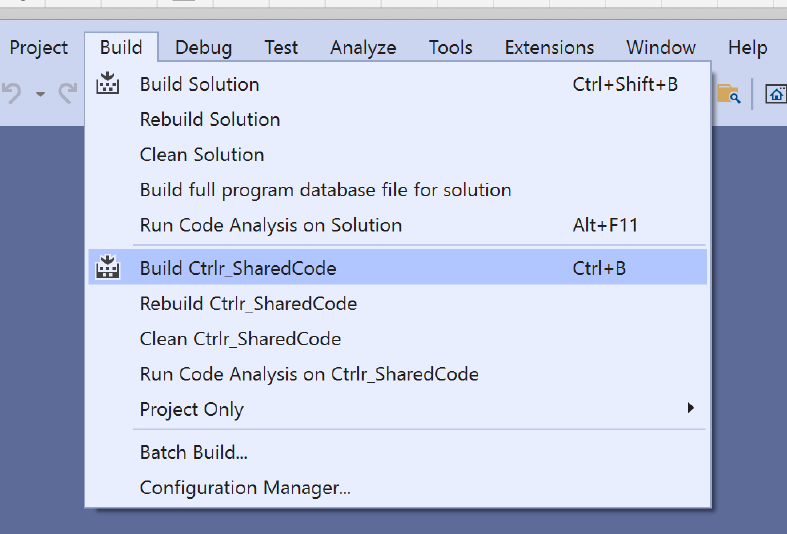 Project Build Debug Test Analyze Tools Extensions Window Help
Build Solution Ctrl+Shift+B
Rebuild Solution
Clean Solution
Build full program database file for solution
Run Code Analysis on Solution Alt+F11
Build Ctrlr_SharedCode Ctrl+B
Rebuild Ctrlr_SharedCode
Clean Ctrlr_SharedCode
Run Code Analysis on Ctrlr_SharedCode
Project Only
Batch Build...
Configuration Manager...